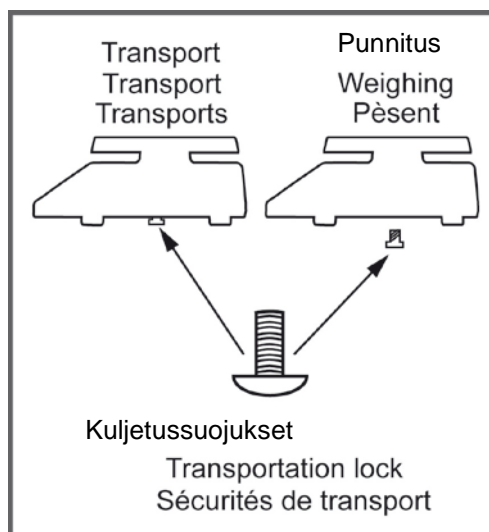 Transport
Transport
Transports
Punnitus
Weighing
Pèsent
Kuljetussuojukset
Transportation lock
Sécurités de transport